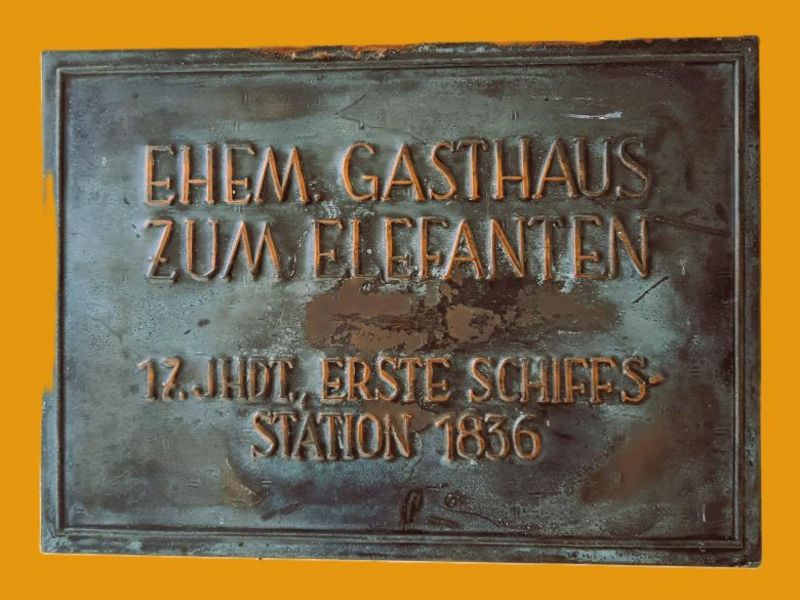 EHEM. GASTHAUS
ZUM ELEFANTEN
17. JHDT., ERSTE SCHIFFS-
STATION 1836